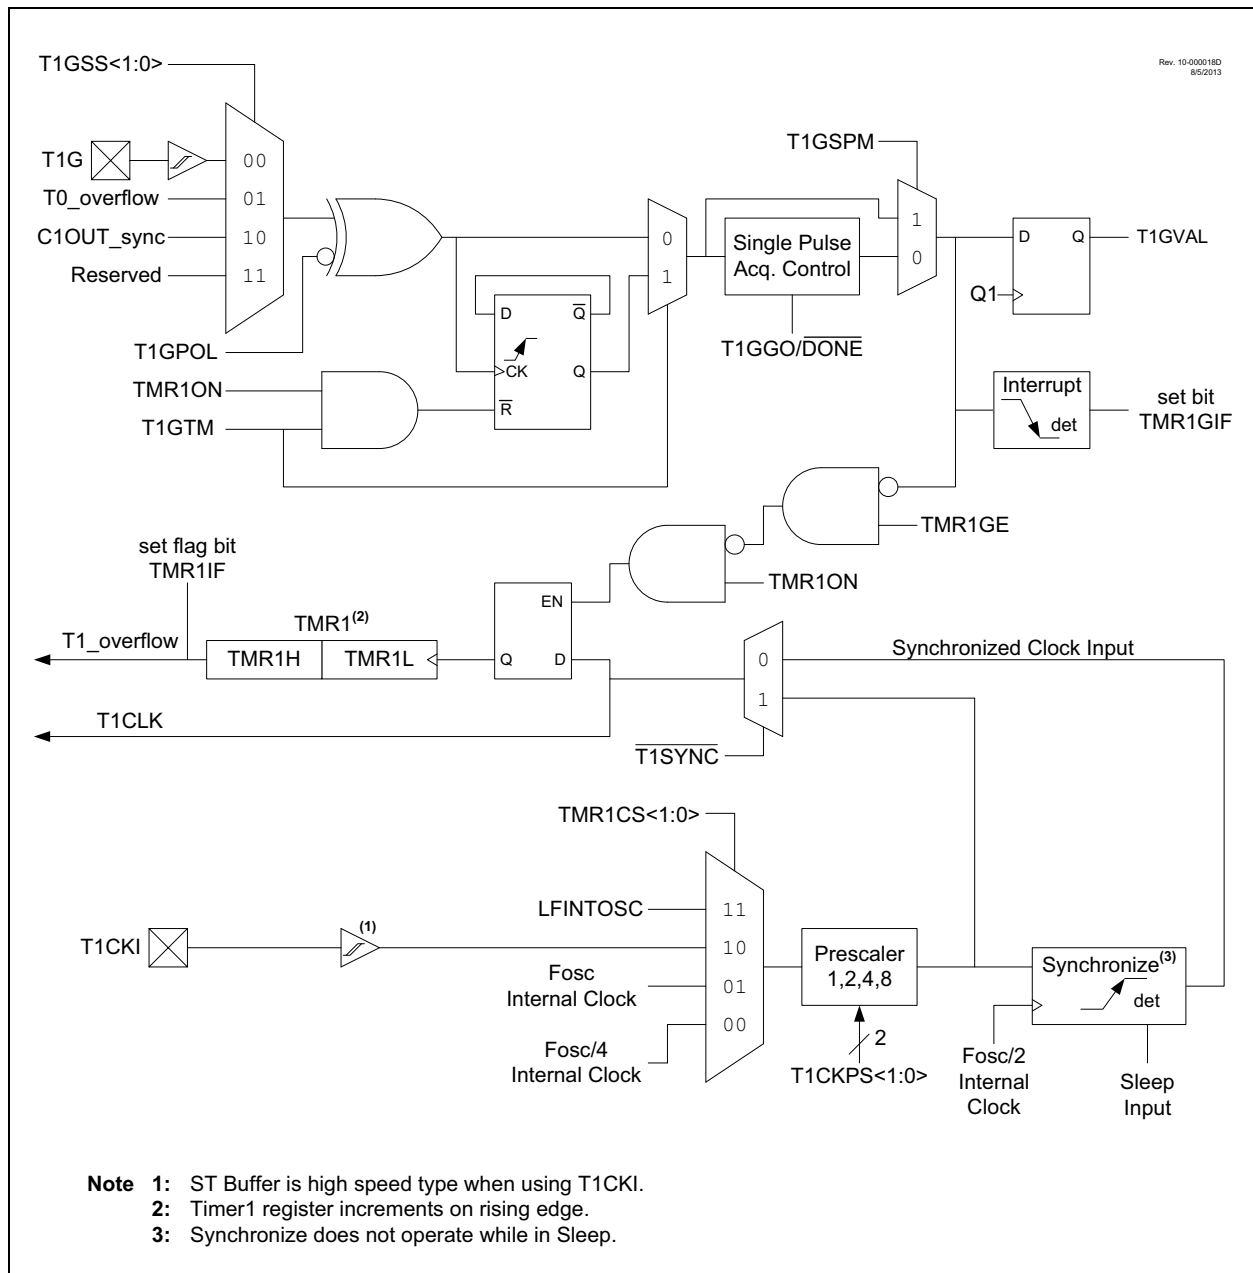 Rev. 10-000018D
8/5/2013
T1GSS<1:0>
T1G
00
T0_overflow
01
C1OUT_sync
10
Reserved
11
T1GPOL
TMR1ON
T1GTM
D
Q
CK
Q
R
0
1
Single Pulse
Acq. Control
T1GGO/DONE
T1GSPM
1
0
D
Q
Q1
T1GVAL
Interrupt
det
set bit
TMR1GIF
TMR1GE
TMR1ON
set flag bit
TMR1IF
T1_overflow
TMR1(2)
TMR1H
TMR1L
EN
Q
D
T1CLK
0
1
T1SYNC
Synchronized Clock Input
TMR1CS<1:0>
LFINTOSC
11
T1CKI
(1)
10
Fosc
Internal Clock
01
Fosc/4
Internal Clock
00
Prescaler
1,2,4,8
2
T1CKPS<1:0>
Synchronize(3)
det
Fosc/2
Internal
Clock
Sleep
Input
Note 1: ST Buffer is high speed type when using T1CKI.
2: Timer1 register increments on rising edge.
3: Synchronize does not operate while in Sleep.